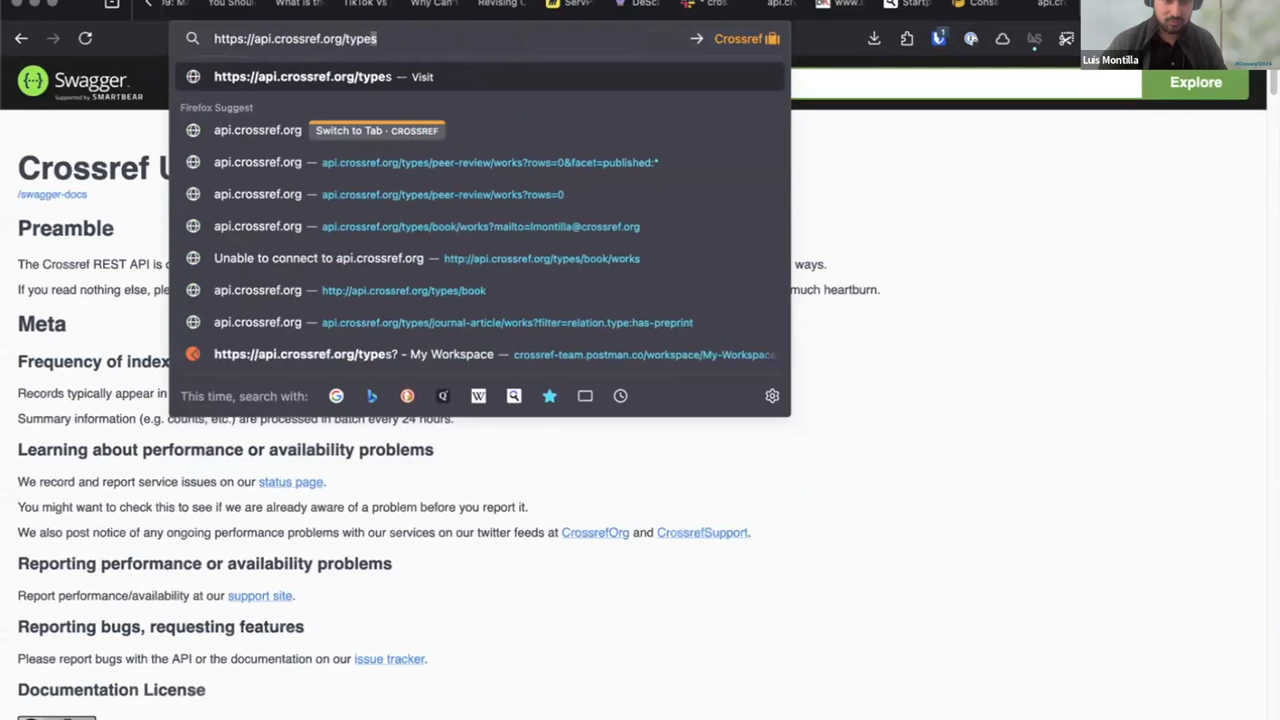 https://api.crossref.org/types
Crossref
https://api.crossref.org/types — Visit
Firefox Suggest
api.crossref.org Switch to Tab · CROSSREF
api.crossref.org — api.crossref.org/types/peer-review/works?rows=0&facet=published:*
api.crossref.org — api.crossref.org/types/peer-review/works?rows=0
api.crossref.org — api.crossref.org/types/book/works?mailto=lmontilla@crossref.org
Unable to connect to api.crossref.org — http://api.crossref.org/types/book/works
api.crossref.org — http://api.crossref.org/types/book
api.crossref.org — api.crossref.org/types/journal-article/works?filter=relation.type:has-preprint
https://api.crossref.org/types? - My Workspace — crossref-team.postman.co/workspace/My-Workspace
This time, search with:
Luis Montilla
#Crossref2024
Swagger
Supported by SMARTBEAR
Explore
Crossref
/swagger-docs
Preamble
The Crossref REST API is ways.
If you read nothing else, much heartburn.
Meta
Frequency of
Records typically appear in
Summary information (e.g. counts, etc.) are processed in batch every 24 hours.
Learning about performance or availability problems
We record and report service issues on our status page.
You might want to check this to see if we are already aware of a problem before you report it.
We also post notice of any ongoing performance problems with our services on our twitter feeds at CrossrefOrg and CrossrefSupport.
Reporting performance or availability problems
Report performance/availability at our support site.
Reporting bugs, requesting features
Please report bugs with the API or the documentation on our issue tracker.
Documentation License